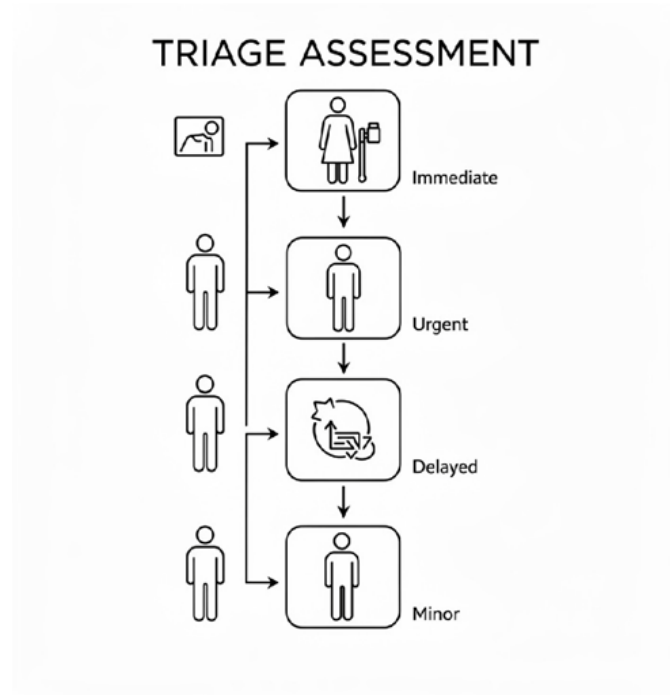 TRIAGE ASSESSMENT
Immediate
Urgent
Delayed
Minor